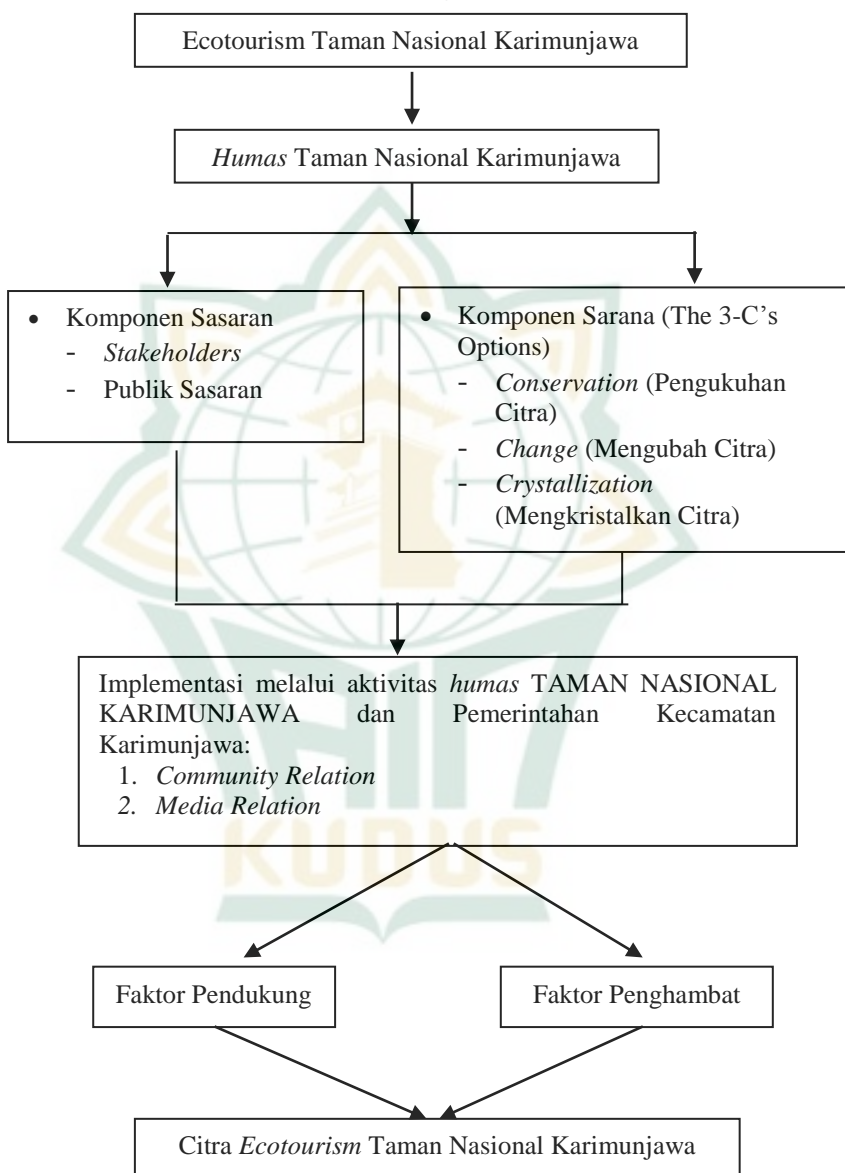 Ecotourism Taman Nasional Karimunjawa
Humas Taman Nasional Karimunjawa
• Komponen Sasaran
- Stakeholders
- Publik Sasaran
• Komponen Sarana (The 3-C's
Options)
- Conservation (Pengukuhan
Citra)
- Change (Mengubah Citra)
- Crystallization
(Mengkristalkan Citra)
Implementasi melalui aktivitas humas TAMAN NASIONAL
KARIMUNJAWA dan Pemerintahan Kecamatan
Karimunjawa:
1. Community Relation
2. Media Relation
KUDUS
Faktor Pendukung
Faktor Penghambat
Citra Ecotourism Taman Nasional Karimunjawa